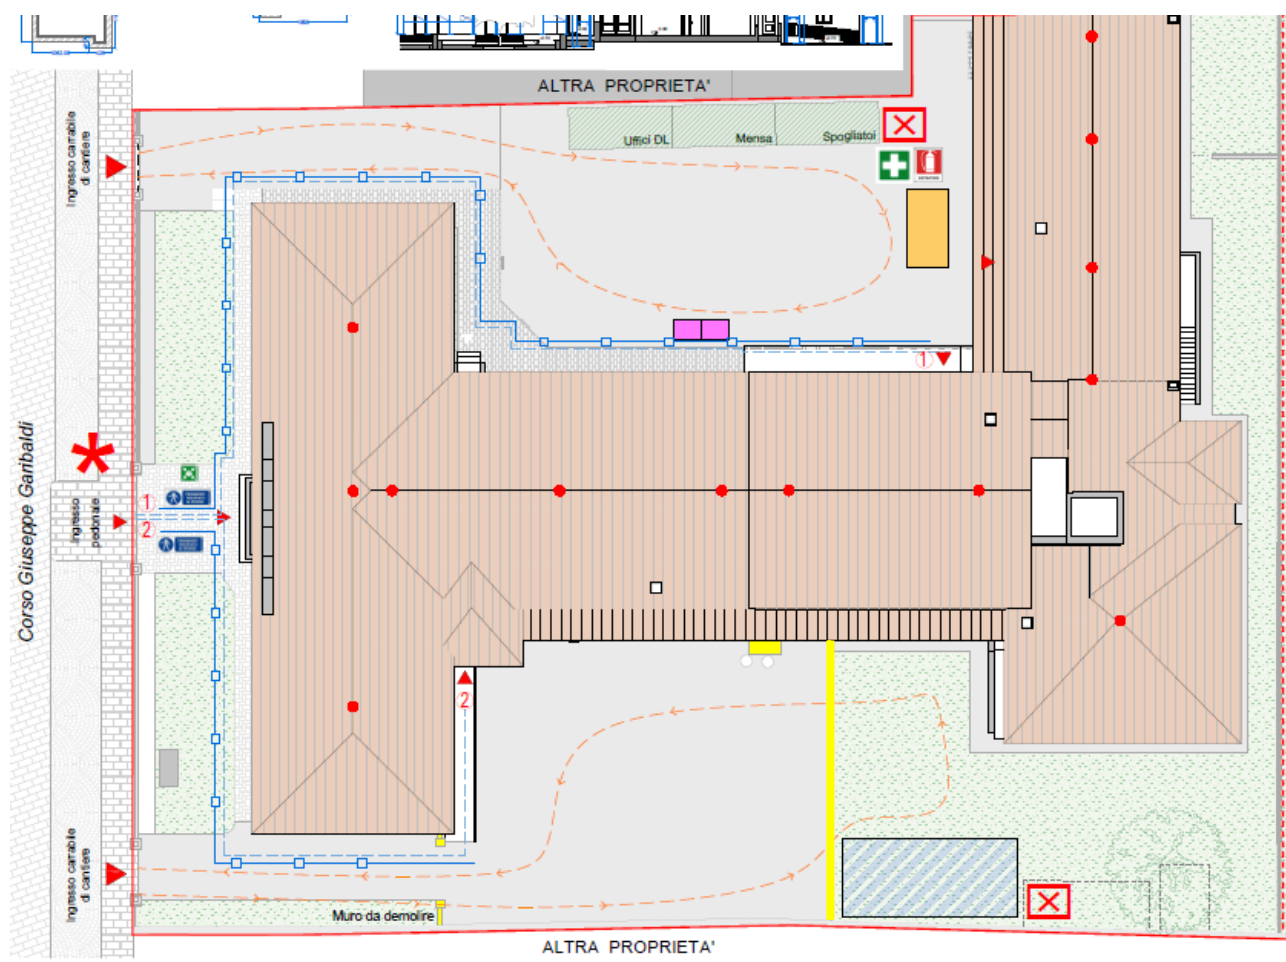 ALTRA PROPRIETA'
Ingresso carrabile
di cantiere
Uffici DL
Mensa
Spogliatoi
1
Corso Giuseppe Garibaldi
Ingresso
pedonale
1
2
2
Ingresso carrabile
di cantiere
Muro da demolire
ALTRA PROPRIETA'